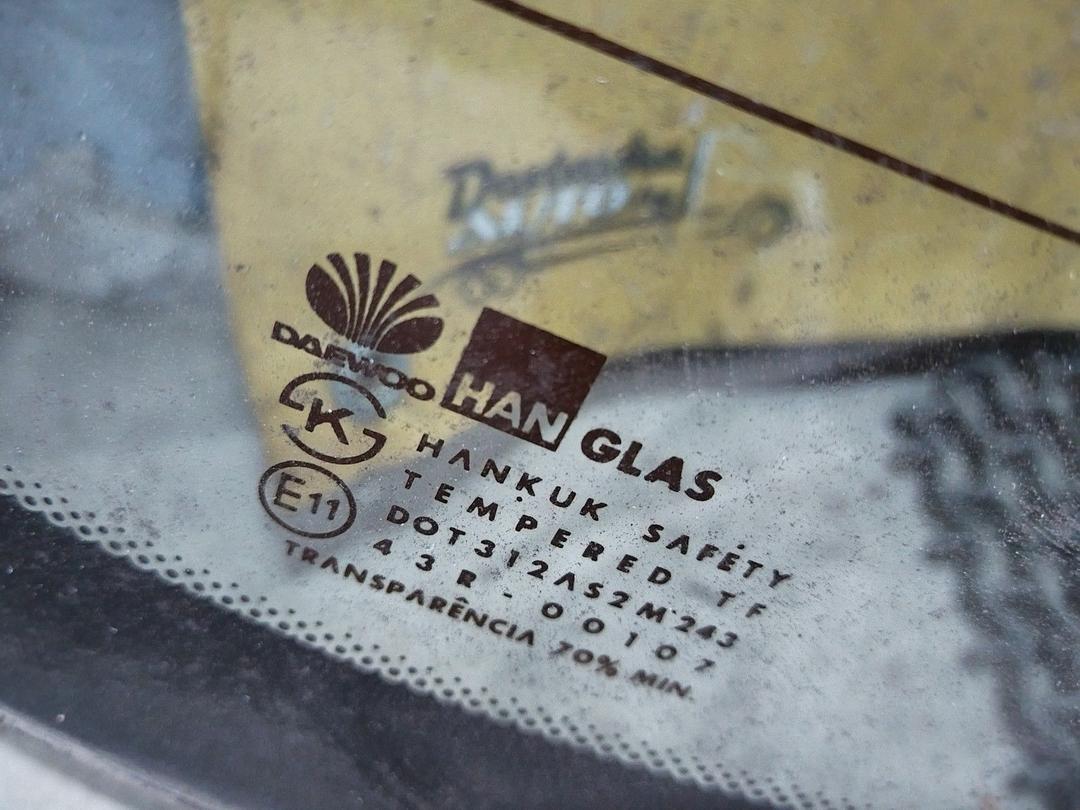 DAEWOO
HAN GLAS
K
HANKUK SAFETY
E11
TEMPERED TF
DOT312AS2M243
43R-00107
TRANSPARÊNCIA 70% MIN.